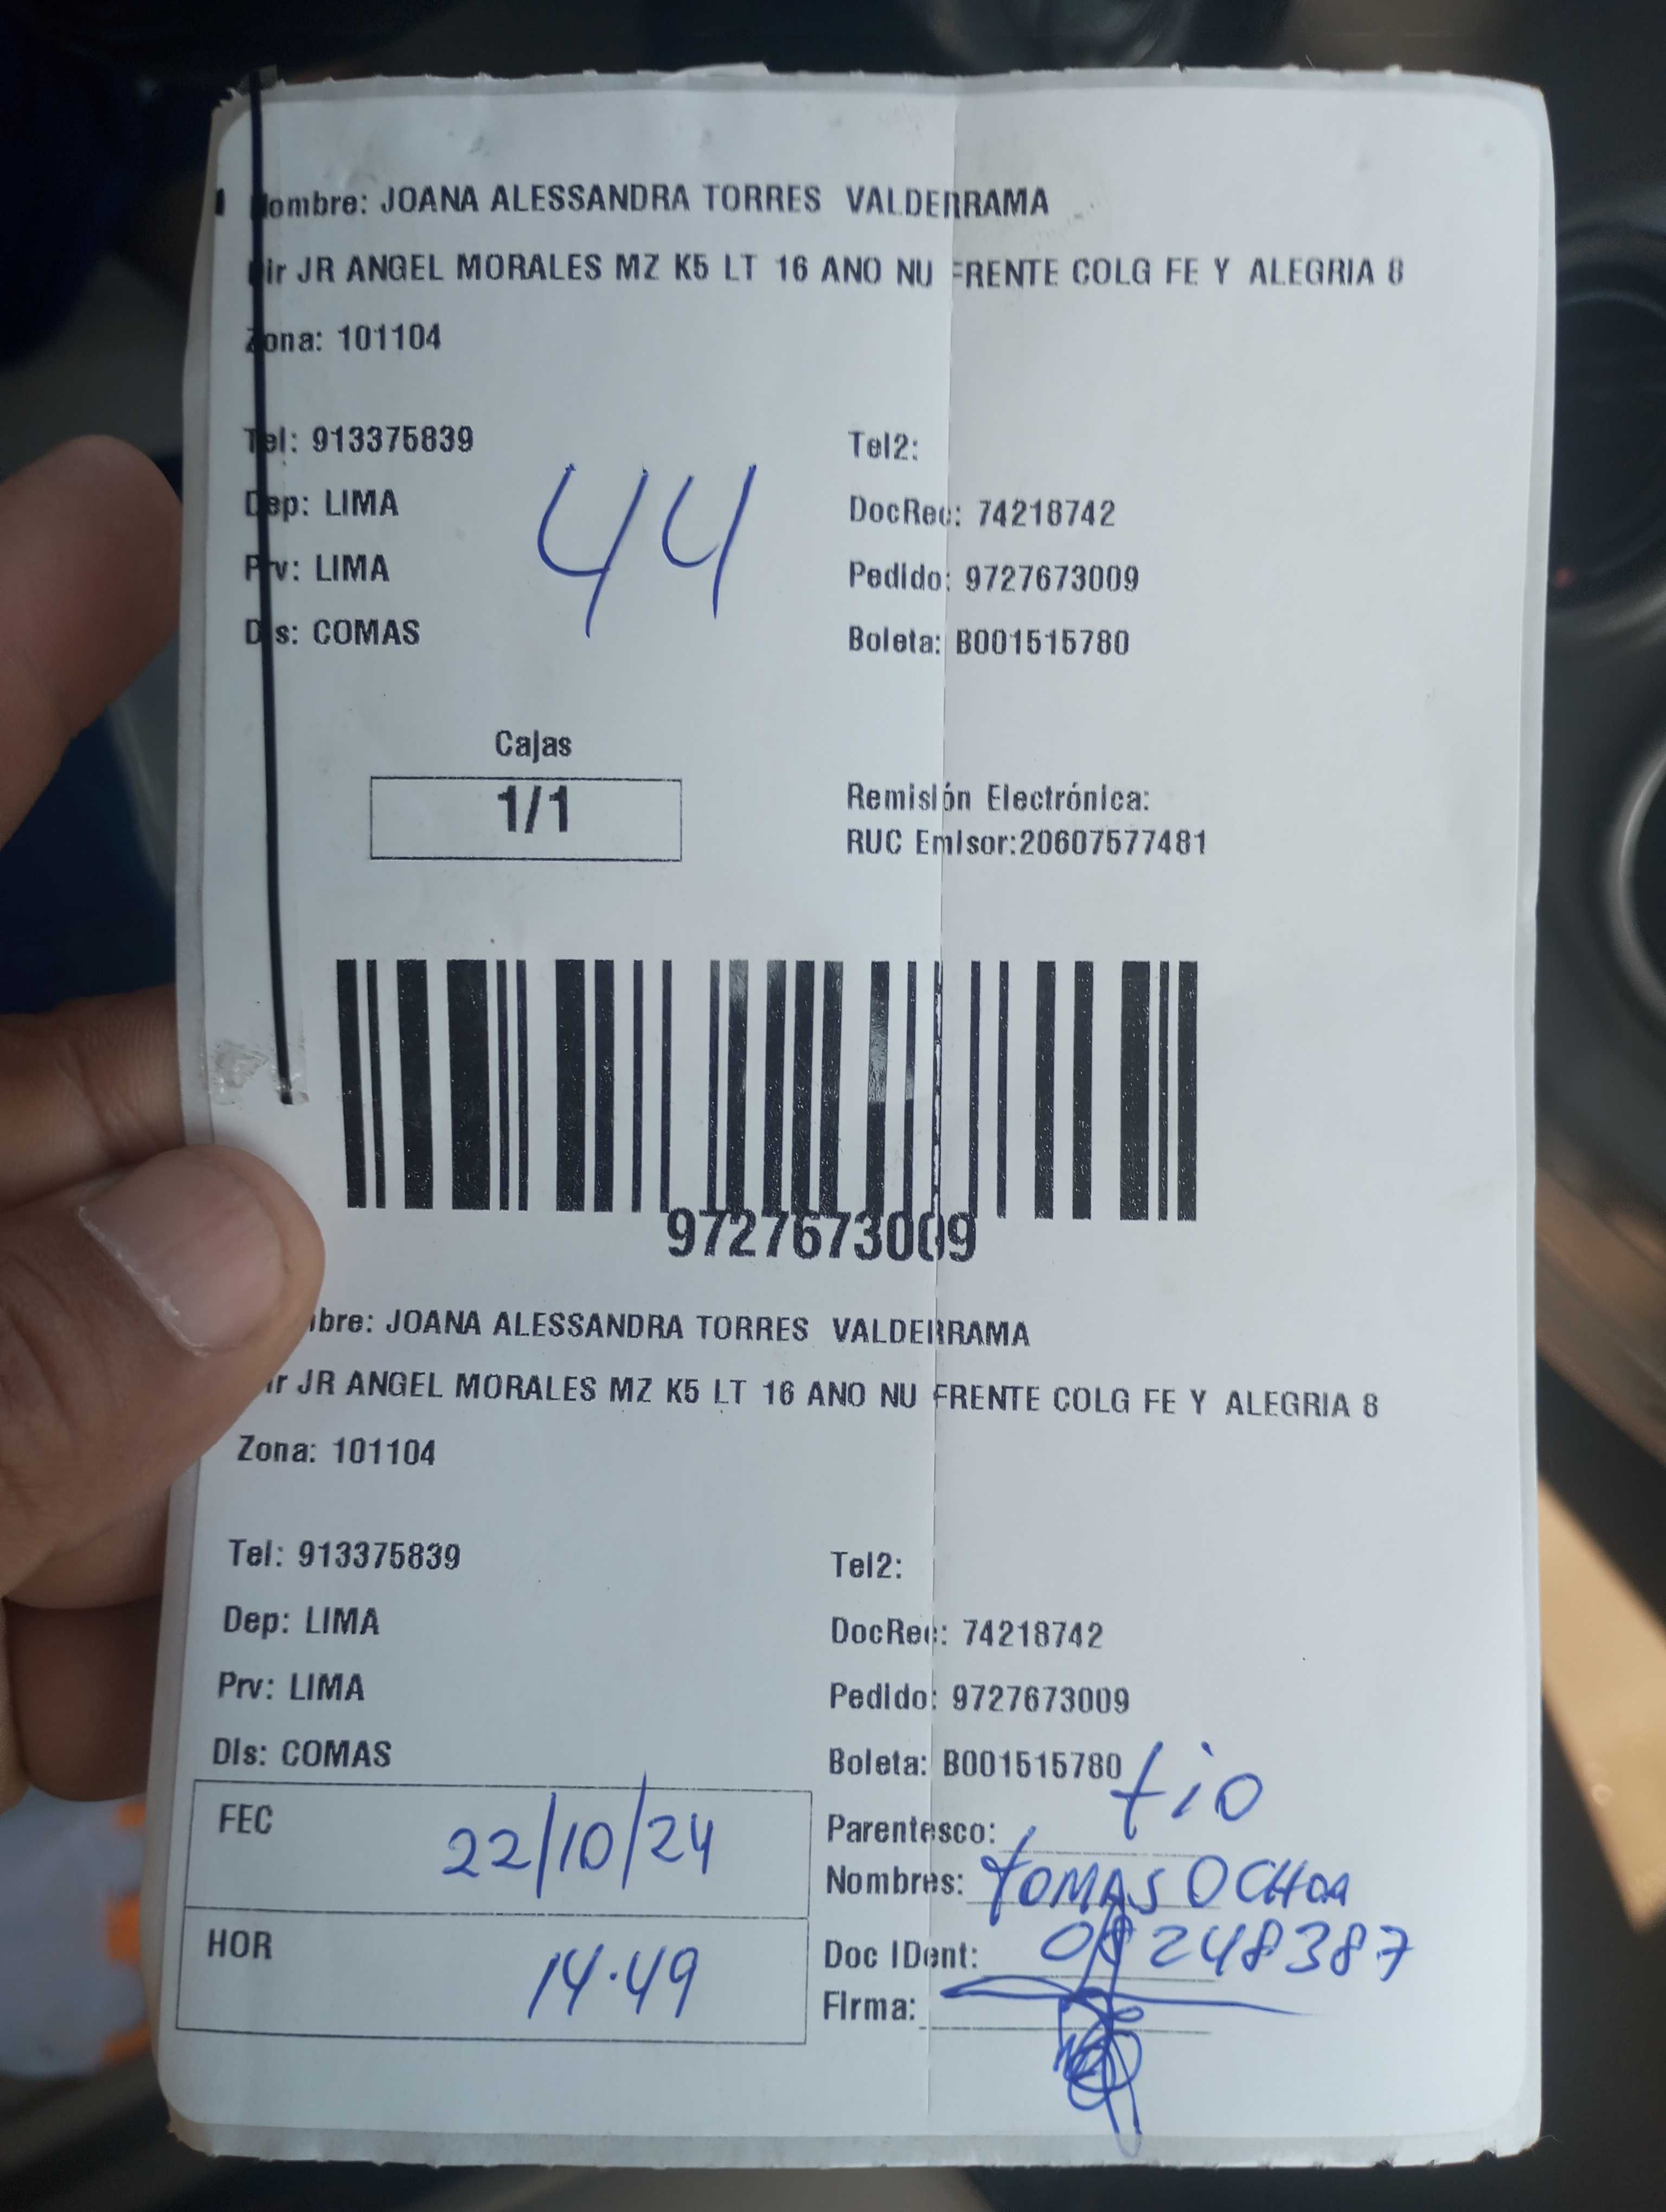 ombre: JOANA ALESSANDRA TORRES VALDERRAMA
ir JR ANGEL MORALES MZ K5 LT 16 ANO NU FRENTE COLG FE Y ALEGRIA 8
Zona: 101104
Tel: 913375839
Tel2:
Dep: LIMA
DocRec: 74218742
Prv: LIMA
Pedido: 9727673009
Dis: COMAS
Boleta: B001515780
44
Cajas
1/1
Remisión Electrónica:
RUC Emisor:20607577481
9727673009
bre: JOANA ALESSANDRA TORRES VALDERRAMA
ir JR ANGEL MORALES MZ K5 LT 16 ANO NU FRENTE COLG FE Y ALEGRIA 8
Zona: 101104
Tel: 913375839
Tel2:
Dep: LIMA
DocRec: 74218742
Prv: LIMA
Pedido: 9727673009
Dis: COMAS
Boleta: B001515780
FEC 22/10/24
Parentesco: tio
Nombres: TOMAS OCHOA
HOR 14.49
Doc IDent:
Firma: